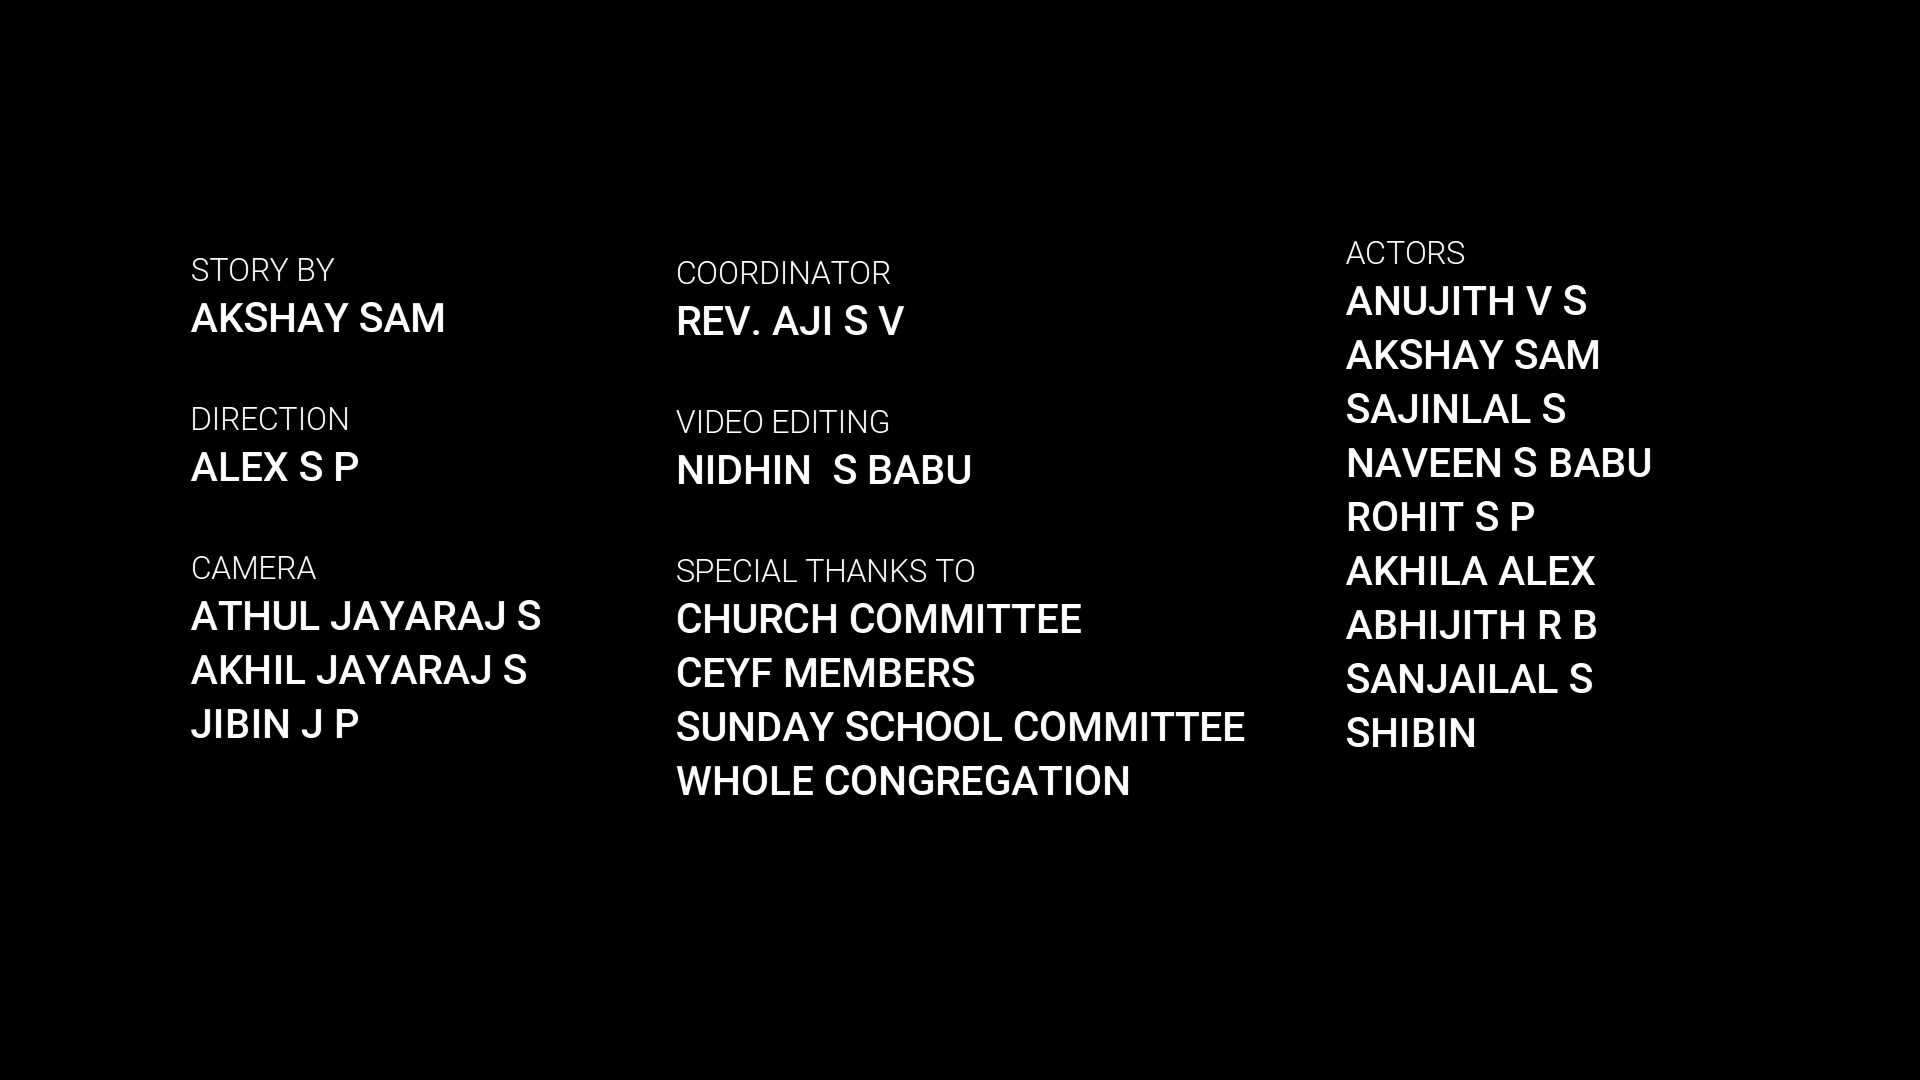 STORY BY
AKSHAY SAM
DIRECTION
ALEX S P
CAMERA
ATHUL JAYARAJ S
AKHIL JAYARAJ S
JIBIN J P
COORDINATOR
REV. AJI S V
VIDEO EDITING
NIDHIN  S BABU
SPECIAL THANKS TO
CHURCH COMMITTEE
CEYF MEMBERS
SUNDAY SCHOOL COMMITTEE
WHOLE CONGREGATION
ACTORS
ANUJITH V S
AKSHAY SAM
SAJINLAL S
NAVEEN S BABU
ROHIT S P
AKHILA ALEX
ABHIJITH R B
SANJAILAL S
SHIBIN